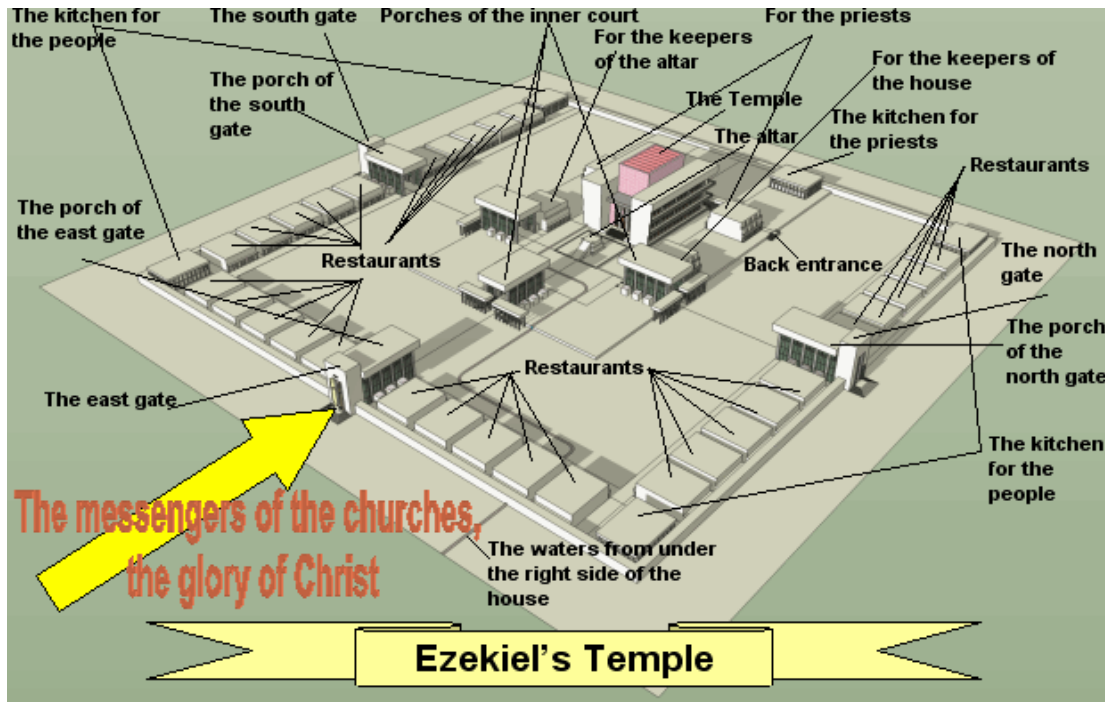 The kitchen for
the people
The south gate
Porches of the inner court
For the priests
For the keepers
of the altar
For the keepers of
the house
The porch of
the south
gate
The Temple
The kitchen for
the priests
The altar
Restaurants
The porch of
the east gate
Restaurants
Back entrance
The north
gate
The porch
of the
north gate
Restaurants
The east gate
The kitchen
for the
people
The messengers of the churches,
the glory of Christ
The waters from under
the right side of the
house
Ezekiel's Temple